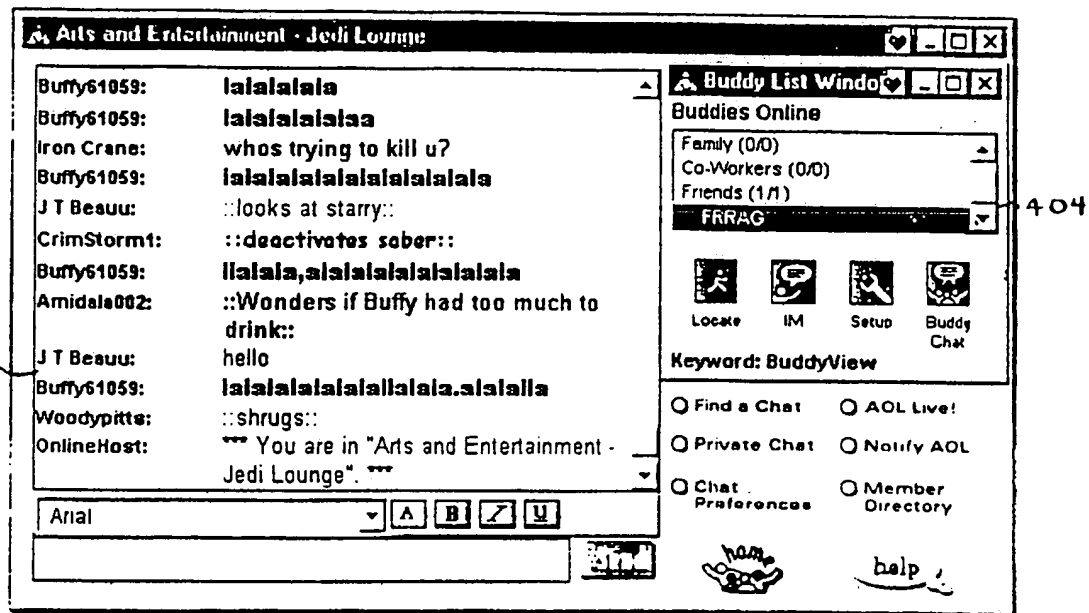 Arts and Entertainment - Jedi Lounge
Buffy61059: lalalalala
Buffy61059: lalalalalalaa
Iron Crane: whos trying to kill u?
Buffy61059: lalalalalalalalalalalala
J T Beauu: ::looks at starry::
CrimStorm1: ::deactivates saber::
Buffy61059: llalala,alalalalalalalalala
Amidala002: ::Wonders if Buffy had too much to
drink::
J T Beauu: hello
Buffy61059: lalalalalalalallalala.alalalla
Woodypitts: ::shrugs::
OnlineHost: *** You are in "Arts and Entertainment -
Jedi Lounge". ***
Arial
A B I U
Buddy List Windo
Buddies Online
Family (0/0)
Co-Workers (0/0)
Friends (1/1)
FRRAG
404
Locate IM Setup Buddy
Chat
Keyword: BuddyView
Find a Chat AOL Live!
Private Chat Notify AOL
Chat Member
Preferences Directory
home help